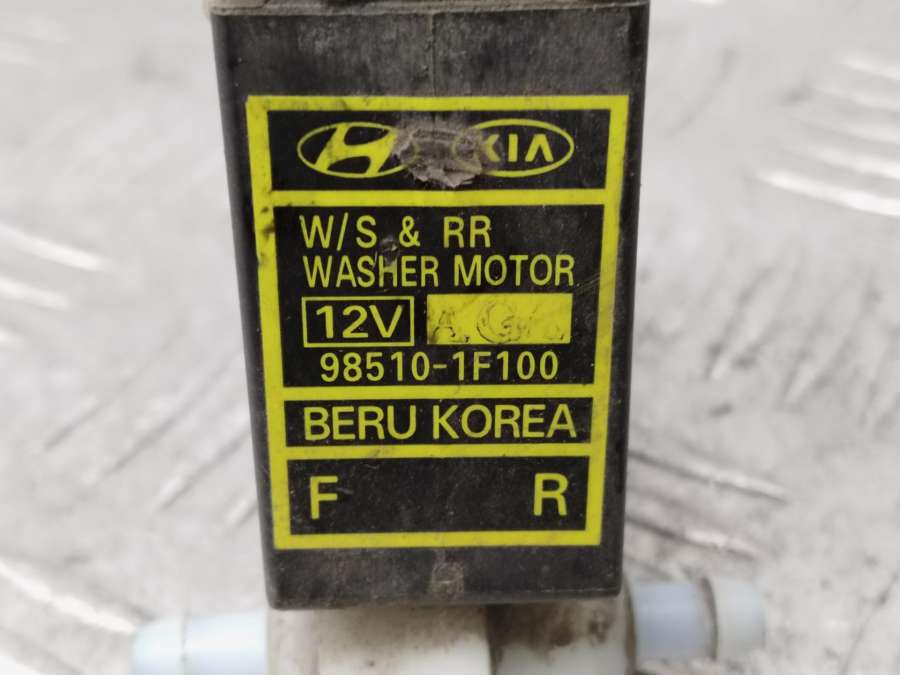 KIA
W/S & RR
WASHER MOTOR
12V
98510-1F100
BERU KOREA
F R